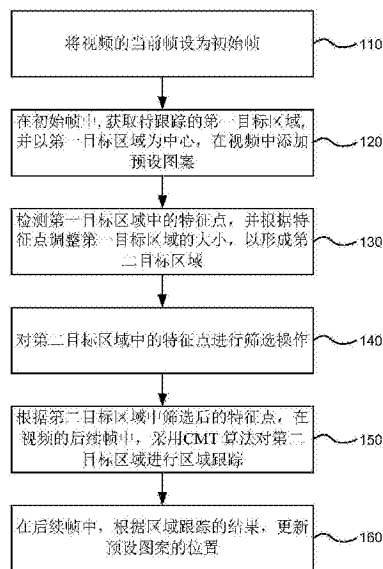 将视频的当前帧设为初始帧
110
在初始帧中,获取待跟踪的第一目标区域,
并以第一目标区域为中心，在视频中添加
预设图案
120
检测第一目标区域中的特征点，并根据特
征点调整第一目标区域的大小，以形成第
二目标区域
130
对第二目标区域中的特征点进行筛选操作
140
根据第二目标区域中筛选后的特征点，在
视频的后续帧中，采用CMT算法对第二
目标区域进行区域跟踪
150
在后续帧中，根据区域跟踪的结果，更新
预设图案的位置
160